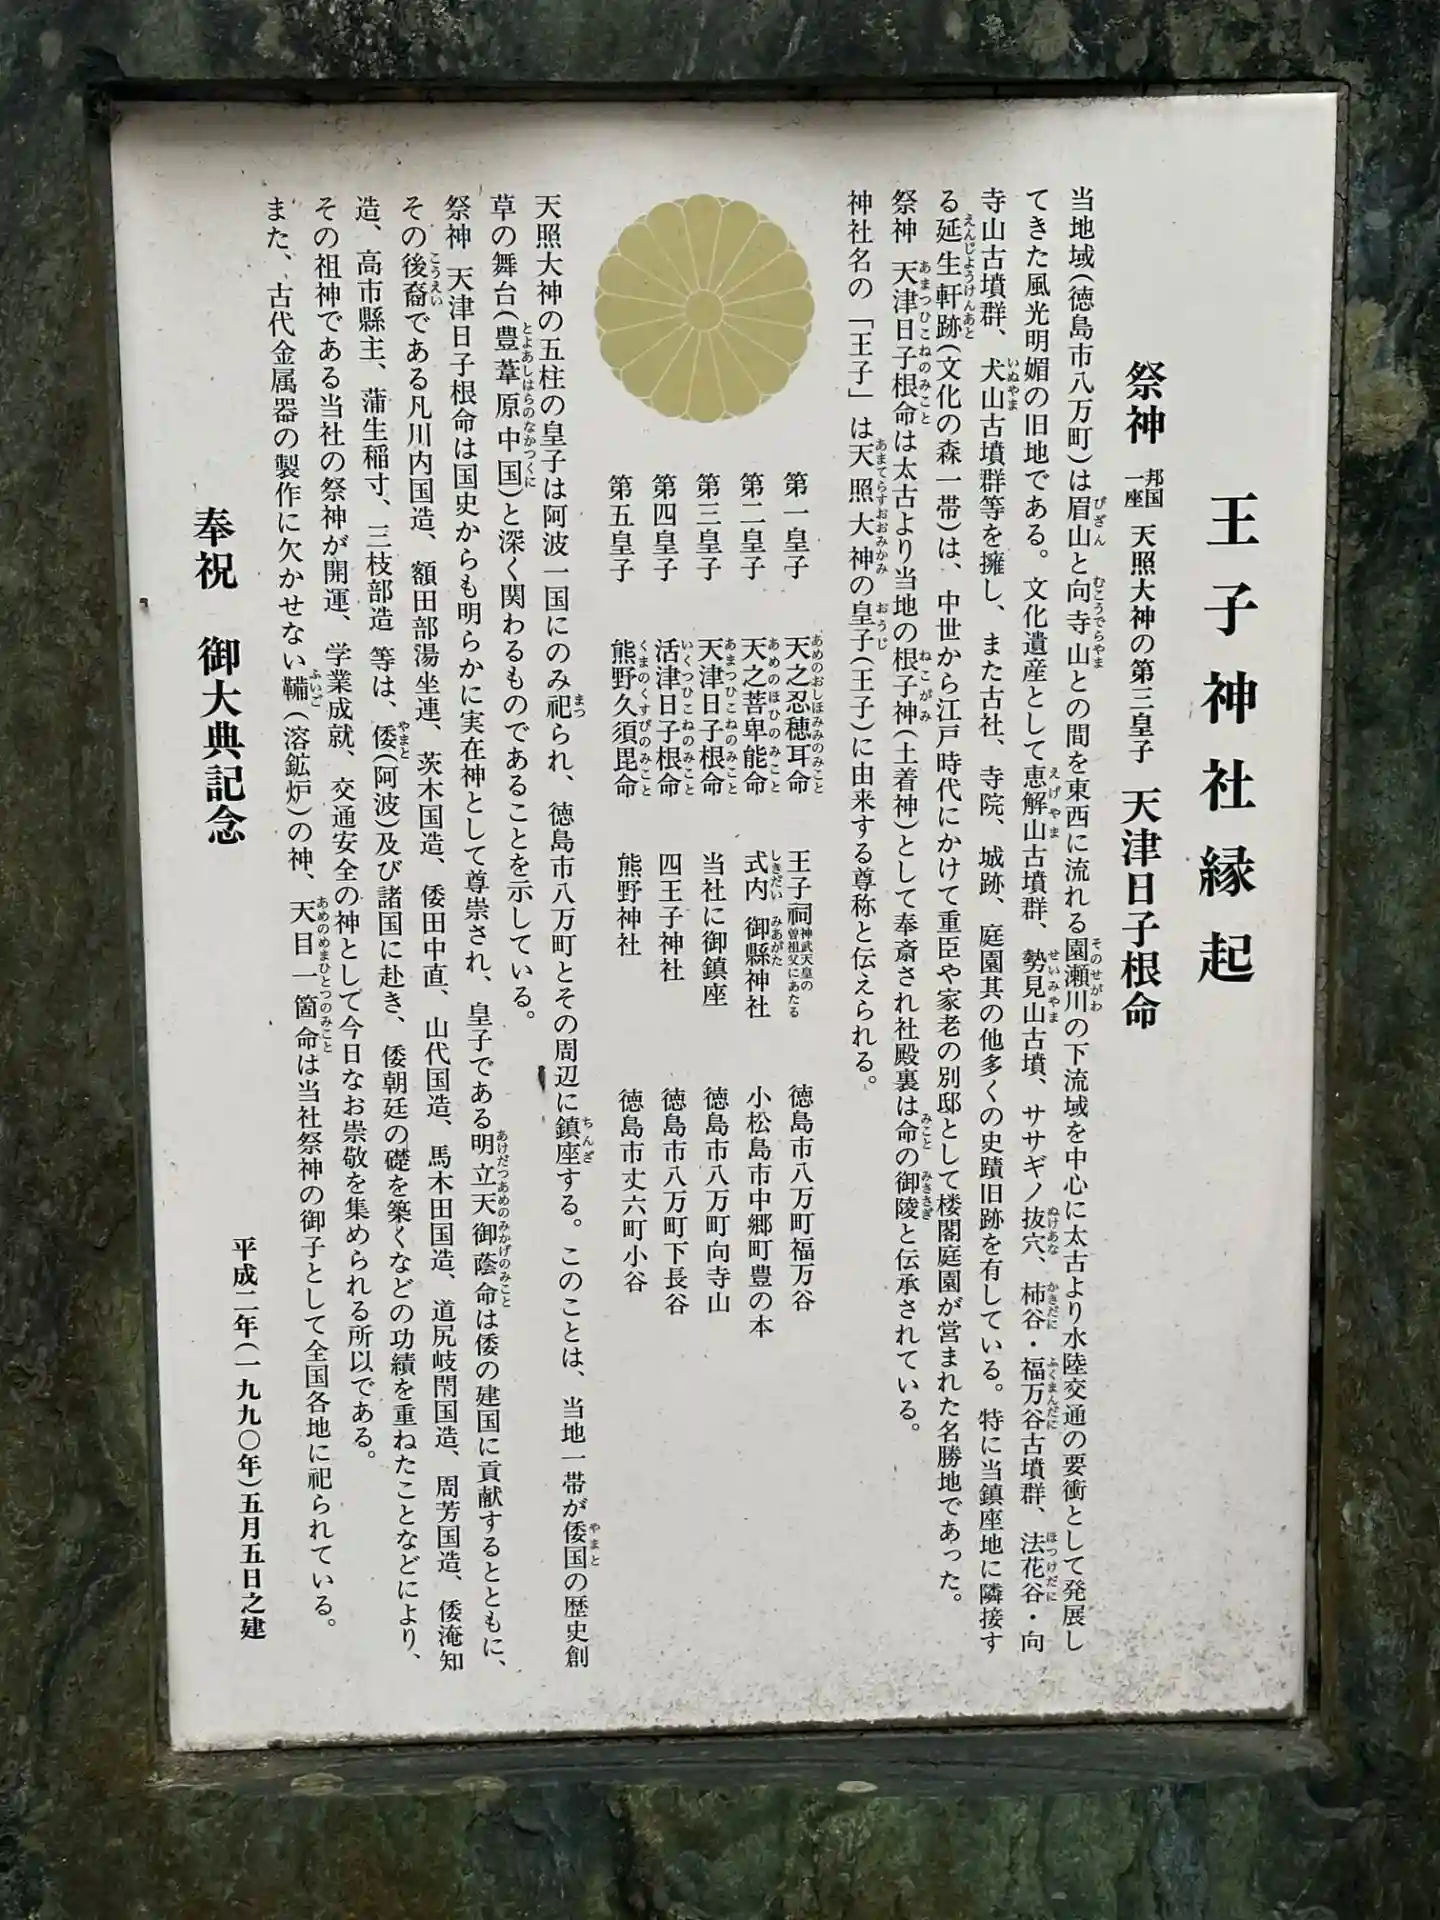 王子神社縁起
祭神 邦国一座 天照大神の第三皇子 天津日子根命
当地域(徳島市八万町)は眉山と向寺山との間を東西に流れる園瀬川の下流域を中心に太古より水陸交通の要衝として発展し
てきた風光明媚の旧地である。文化遺産として恵解山古墳群、勢見山古墳、ササギノ抜穴、柿谷・福万谷古墳群、法花谷・向
寺山古墳群、犬山古墳群等を擁し、また古社、寺院、城跡、庭園其の他多くの史蹟旧跡を有している。特に当鎮座地に隣接す
る延生軒跡(文化の森一帯)は、中世から江戸時代にかけて重臣や家老の別邸として楼閣庭園が営まれた名勝地であった。
祭神 天津日子根命は太古より当地の根子神(土着神)として奉斎され社殿裏は命の御陵と伝承されている。
神社名の「王子」は天照大神の皇子(王子)に由来する尊称と伝えられる。
第一皇子 天之忍穂耳命 王子祠 神武天皇の曽祖父にあたる 徳島市八万町福万谷
第二皇子 天之菩卑能命 式内 御縣神社 小松島市中郷町豊の本
第三皇子 天津日子根命 当社に御鎮座 徳島市八万町向寺山
第四皇子 活津日子根命 四王子神社 徳島市八万町下長谷
第五皇子 熊野久須毘命 熊野神社 徳島市丈六町小谷
天照大神の五柱の皇子は阿波一国にのみ祀られ、徳島市八万町とその周辺に鎮座する。このことは、当地一帯が倭国の歴史創
草の舞台(豊葦原中国)と深く関わるものであることを示している。
祭神 天津日子根命は国史からも明らかに実在神として尊崇され、皇子である明立天御蔭命は倭の建国に貢献するとともに、
その後裔である凡川内国造、額田部湯坐連、茨木国造、倭田中直、山代国造、馬木田国造、道尻岐閇国造、周芳国造、倭淹知
造、高市縣主、蒲生稲寸、三枝部造 等は、倭(阿波)及び諸国に赴き、倭朝廷の礎を築くなどの功績を重ねたことなどにより、
その祖神である当社の祭神が開運、学業成就、交通安全の神として今日なお崇敬を集められる所以である。
また、古代金属器の製作に欠かせない鞴(溶鉱炉)の神、天目一箇命は当社祭神の御子として全国各地に祀られている。
奉祝 御大典記念
平成二年(一九九〇年)五月五日之建